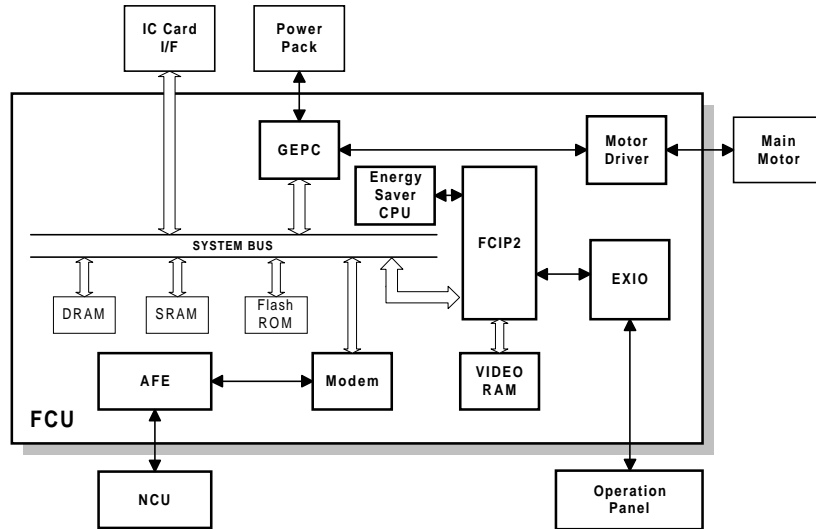 IC Card
I/F
Power
Pack
GEPC
Motor
Driver
Main
Motor
Energy
Saver
CPU
FCIP2
SYSTEM BUS
EXIO
DRAM
SRAM
Flash
ROM
AFE
Modem
VIDEO
RAM
FCU
NCU
Operation
Panel